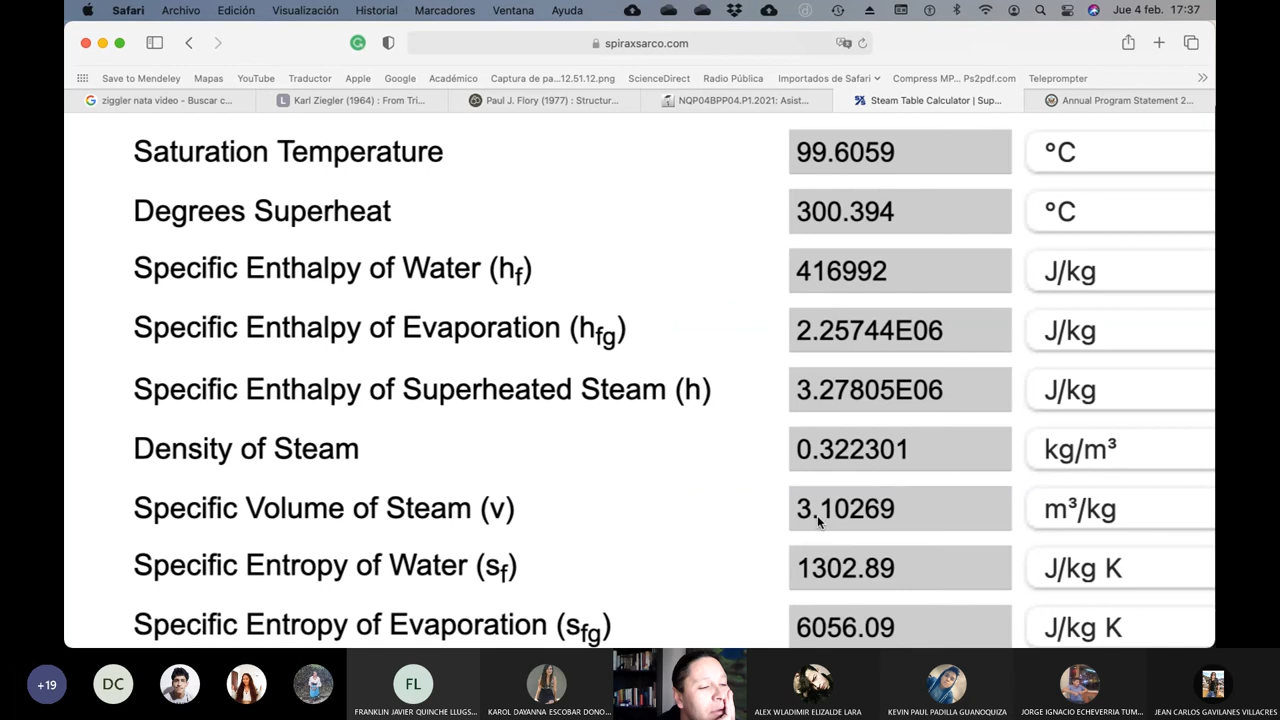 Safari Archivo Edición Visualización Historial Marcadores Ventana Ayuda Jue 4 feb. 17:37
spiraxsarco.com
Save to Mendeley Mapas YouTube Traductor Apple Google Académico Captura de pa...12.51.12.png ScienceDirect Radio Pública Importados de Safari Compress MP... Ps2pdf.com Teleprompter
ziggler nata video - Buscar c... Karl Ziegler (1964) : From Tri... Paul J. Flory (1977) : Structur... NQP04BPP04.P1.2021: Asist... Steam Table Calculator | Sup... Annual Program Statement 2...
Saturation Temperature 99.6059 °C
Degrees Superheat 300.394 °C
Specific Enthalpy of Water (hf) 416992 J/kg
Specific Enthalpy of Evaporation (hfg) 2.25744E06 J/kg
Specific Enthalpy of Superheated Steam (h) 3.27805E06 J/kg
Density of Steam 0.322301 kg/m³
Specific Volume of Steam (v) 3.10269 m³/kg
Specific Entropy of Water (sf) 1302.89 J/kg K
Specific Entropy of Evaporation (sfg) 6056.09 J/kg K
+19 DC FL
FRANKLIN JAVIER QUINCHE LLUGS... KAROL DAYANNA ESCOBAR DONO... ALEX WLADIMIR ELIZALDE LARA KEVIN PAUL PADILLA GUANOQUIZA JORGE IGNACIO ECHEVERRIA TUM... JEAN CARLOS GAVILANES VILLACRES